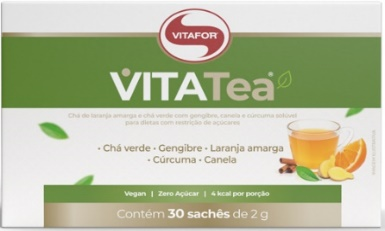 VITAFOR®
VITATea®
Chá de laranja amarga e chá verde com gengibre, canela e cúrcuma solúvel
para dietas com restrição de açúcares
• Chá verde • Gengibre • Laranja amarga
• Cúrcuma • Canela
Vegan | Zero Açúcar | 4 kcal por porção
Contém 30 sachês de 2 g